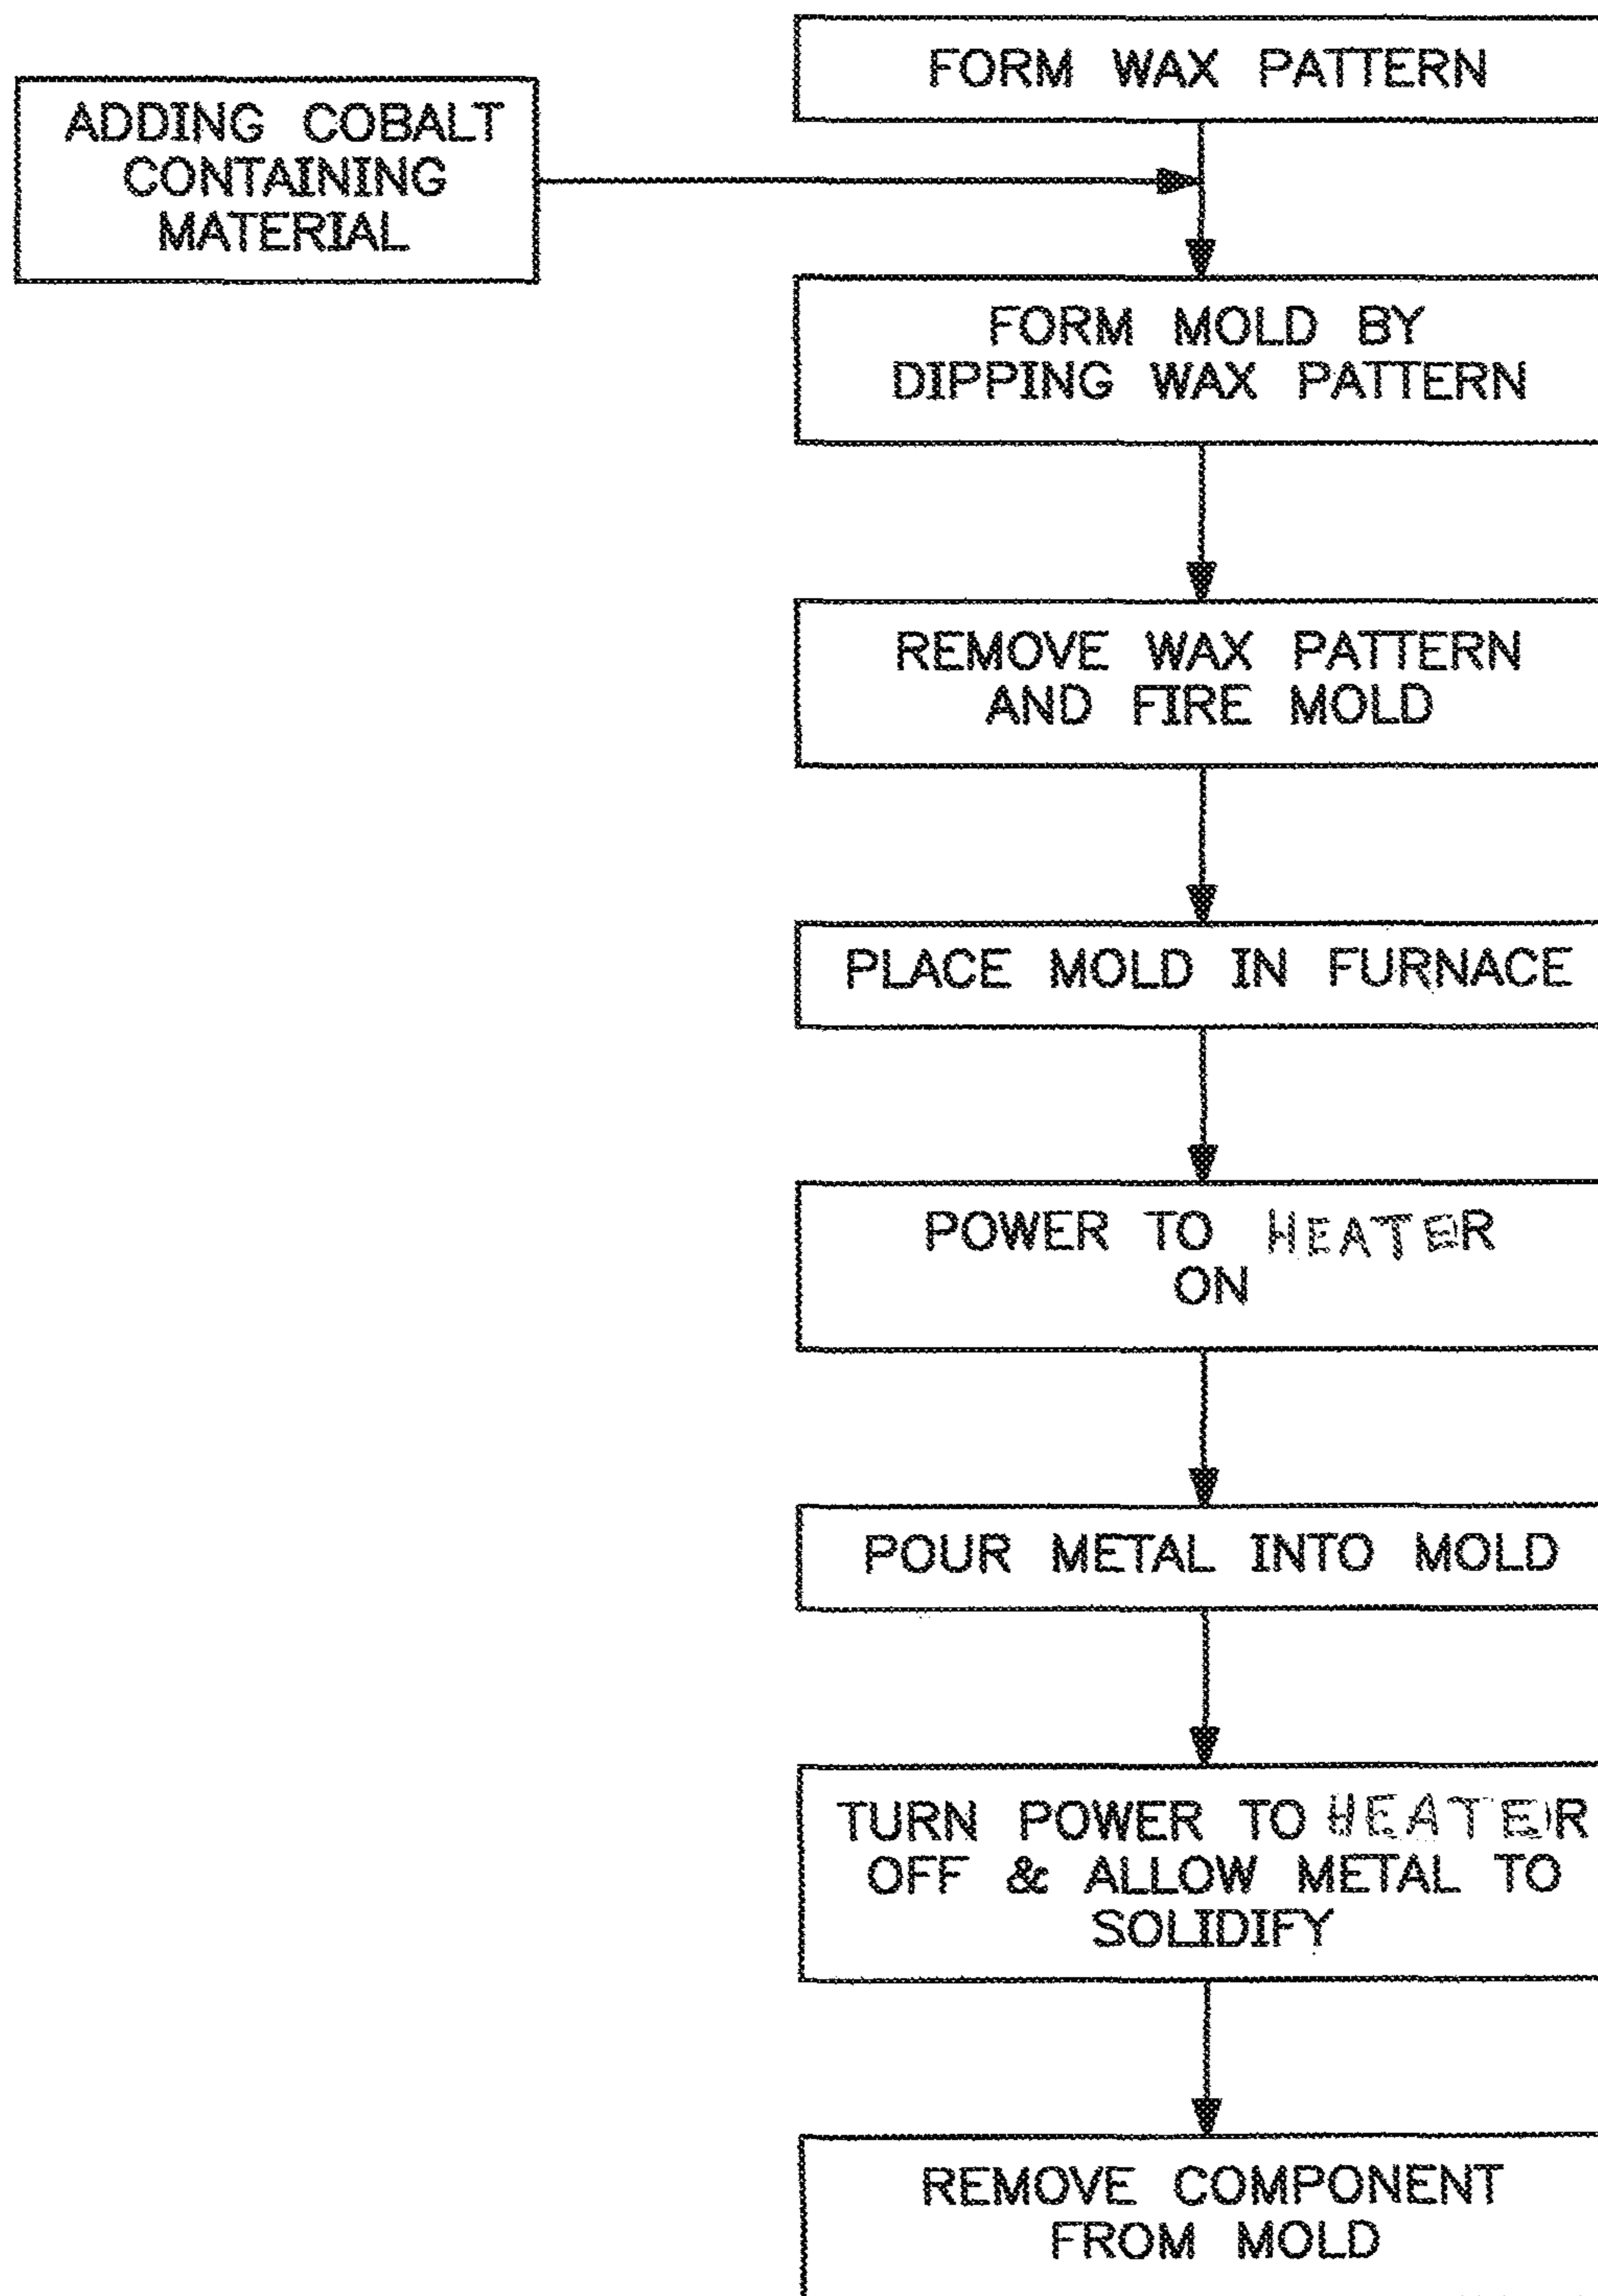 FORM WAX PATTERN
ADDING COBALT
CONTAINING
MATERIAL
FORM MOLD BY
DIPPING WAX PATTERN
REMOVE WAX PATTERN
AND FIRE MOLD
PLACE MOLD IN FURNACE
POWER TO HEATER
ON
POUR METAL INTO MOLD
TURN POWER TO HEATER
OFF & ALLOW METAL TO
SOLIDIFY
REMOVE COMPONENT
FROM MOLD